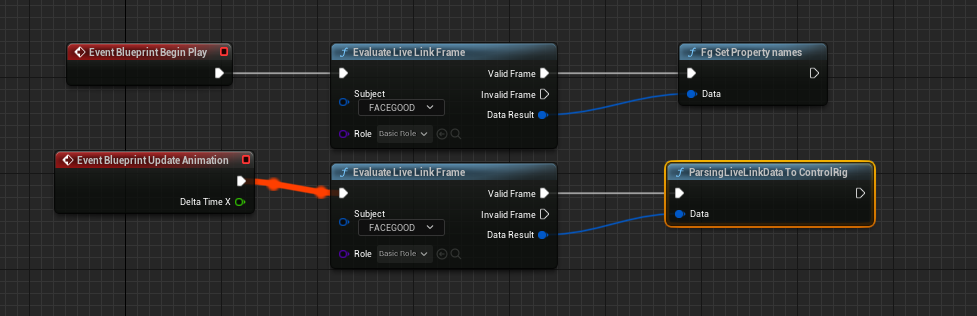 Event Blueprint Begin Play
Evaluate Live Link Frame
Valid Frame
Invalid Frame
Subject
FACEGOOD
Data Result
Role
Basic Role
Fg Set Property names
Data
Event Blueprint Update Animation
Delta Time X
Evaluate Live Link Frame
Valid Frame
Invalid Frame
Subject
FACEGOOD
Data Result
Role
Basic Role
ParsingLiveLinkData To ControlRig
Data